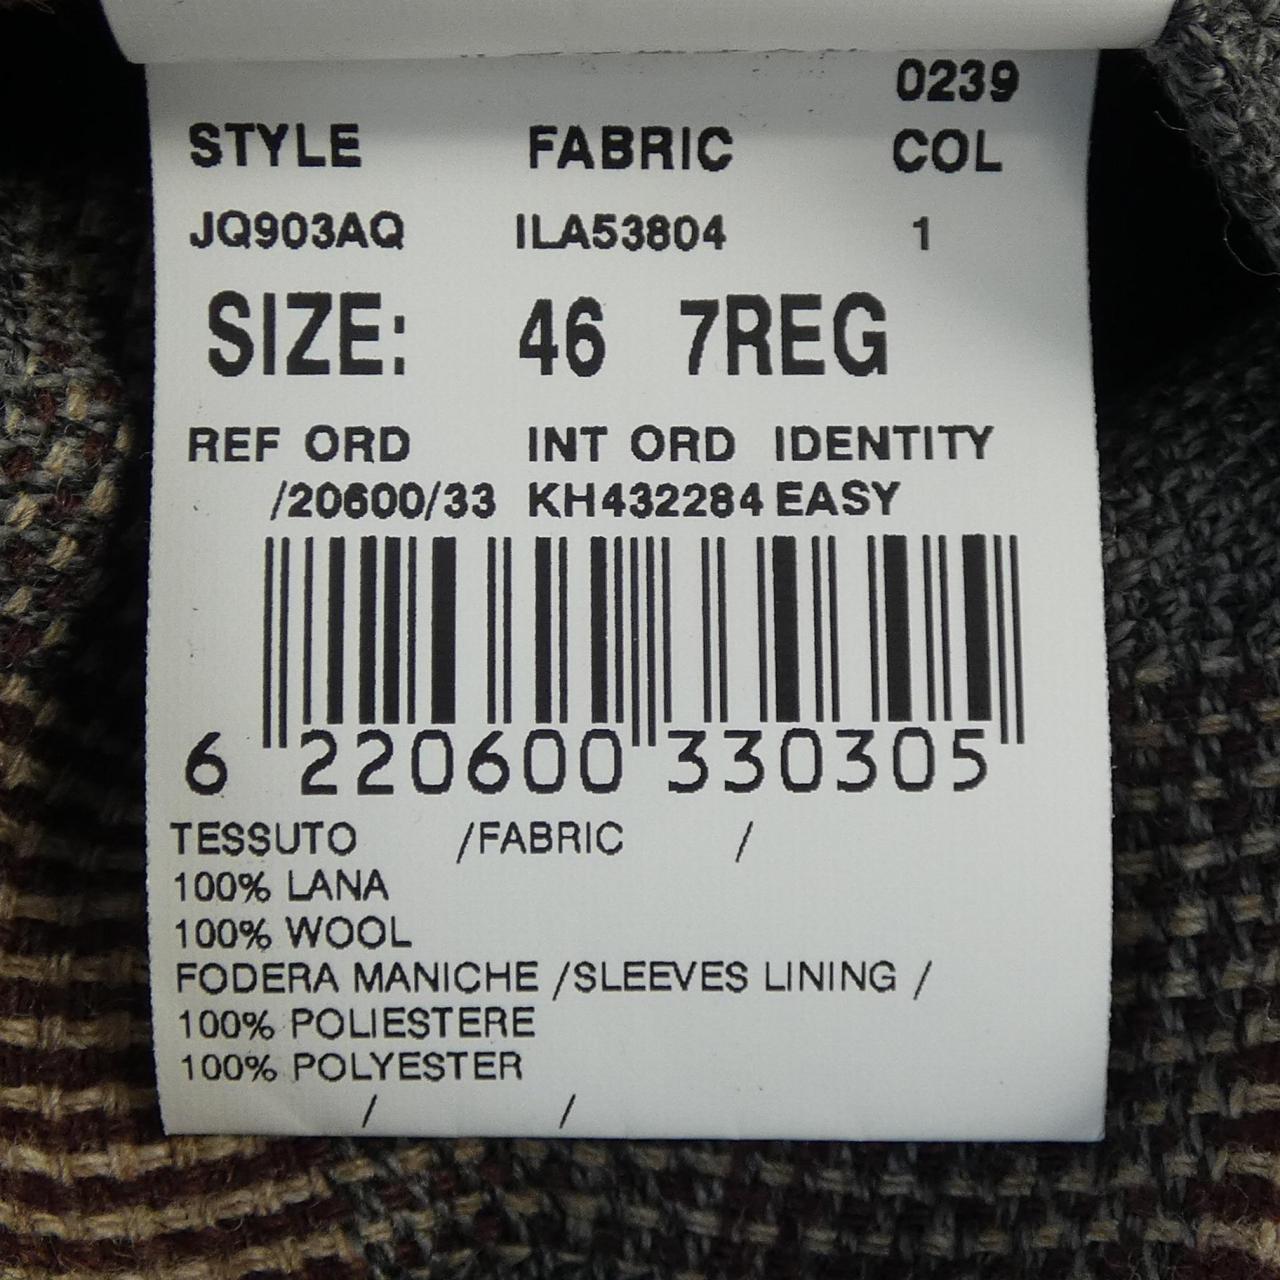 0239
STYLE FABRIC COL
JQ903AQ ILA53804 1
SIZE: 46 7REG
REF ORD INT ORD IDENTITY
/20600/33 KH432284 EASY
6 220600 330305
TESSUTO /FABRIC /
100% LANA
100% WOOL
FODERA MANICHE /SLEEVES LINING /
100% POLIESTERE
100% POLYESTER
/ /